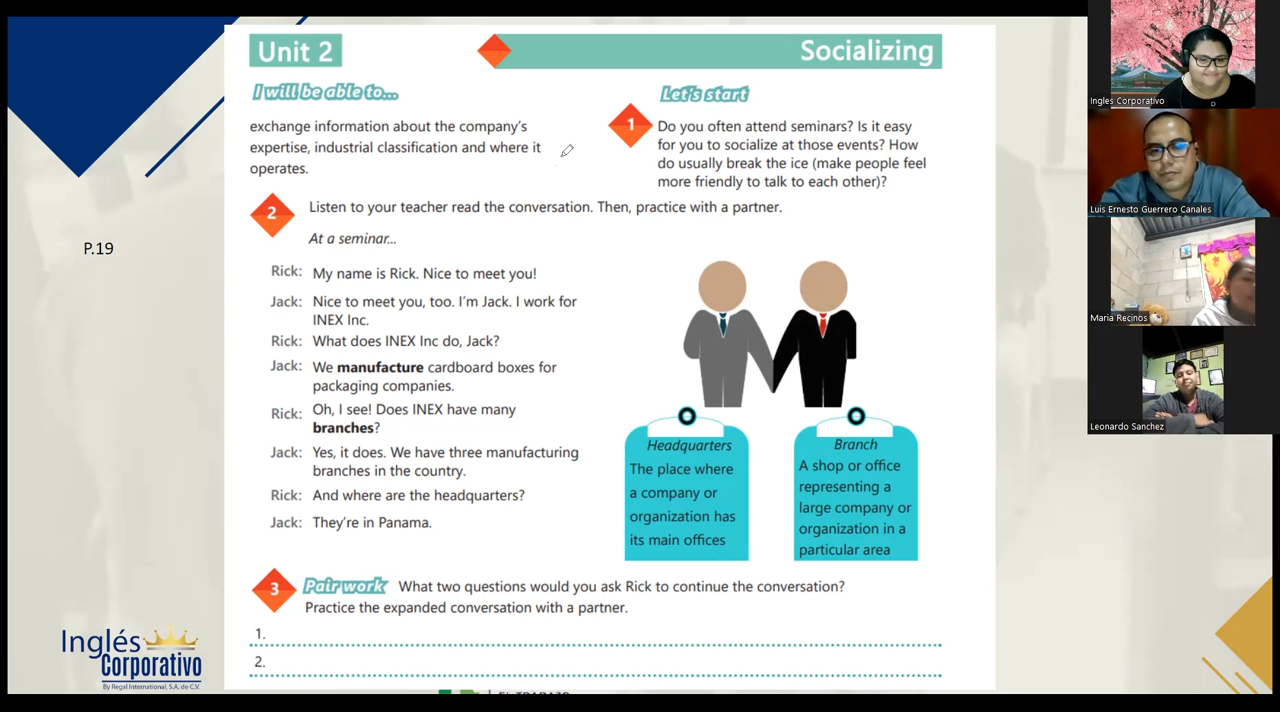 Unit 2
Socializing
I will be able to...
exchange information about the company's
expertise, industrial classification and where it
operates.
Let's start
1
Do you often attend seminars? Is it easy
for you to socialize at those events? How
do usually break the ice (make people feel
more friendly to talk to each other)?
2
Listen to your teacher read the conversation. Then, practice with a partner.
At a seminar...
P.19
Rick: My name is Rick. Nice to meet you!
Jack: Nice to meet you, too. I'm Jack. I work for
INEX Inc.
Rick: What does INEX Inc do, Jack?
Jack: We manufacture cardboard boxes for
packaging companies.
Rick: Oh, I see! Does INEX have many
branches?
Jack: Yes, it does. We have three manufacturing
branches in the country.
Rick: And where are the headquarters?
Jack: They're in Panama.
Headquarters
The place where
a company or
organization has
its main offices
Branch
A shop or office
representing a
large company or
organization in a
particular area
3
Pair work What two questions would you ask Rick to continue the conversation?
Practice the expanded conversation with a partner.
1.
2.
Inglés
Corporativo
By Regal International, S.A. de C.V.
EL TRABAJO
Ingles Corporativo
Luis Ernesto Guerrero Canales
Maria Recinos
Leonardo Sanchez